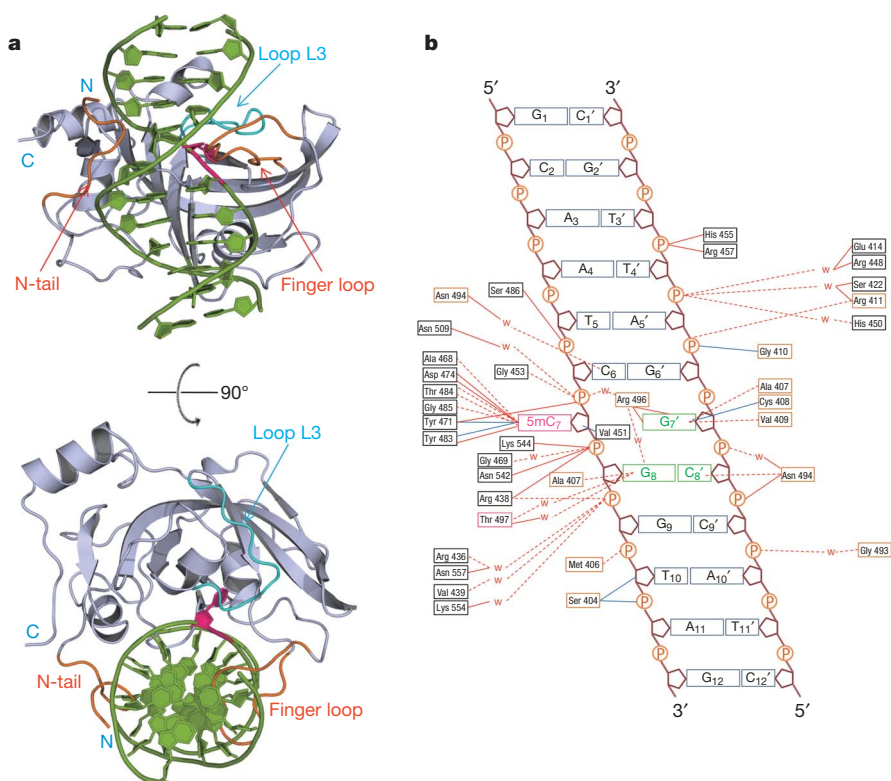 a
Loop L3
N
C
N-tail
Finger loop
90°
Loop L3
C
N-tail
Finger loop
N
b
5′ 3′
G1 C1′
P P
C2 G2′
P P
A3 T3′
P P
His 455
Arg 457
A4 T4′
Glu 414
Arg 448
w
Ser 422
w
Arg 411
w
His 450
P P
Asn 494
Ser 486
w
T5 A5′
Asn 509
w
P P
Gly 410
Ala 468
Gly 453
C6 G6′
Asp 474
Thr 484
P w P
Arg 496
Ala 407
Gly 485
Cys 408
Tyr 471
5mC7 G7′
Val 409
Tyr 483
Val 451
w
Lys 544
P P
w
Gly 469
w
Asn 542
Ala 407
G8 C8′
Asn 494
Arg 438
w
P P
Thr 497
w
G9 C9′
Arg 436
w
Asn 557
Met 406
P P
w
Gly 493
Val 439
w
Lys 554
w
T10 A10′
Ser 404
P P
A11 T11′
P P
G12 C12′
3′ 5′